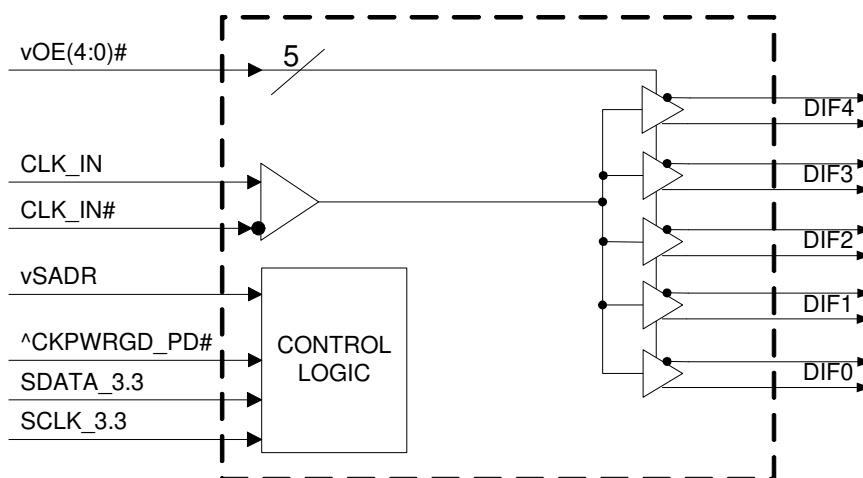 vOE(4:0)#
5
DIF4
CLK_IN
DIF3
CLK_IN#
DIF2
vSADR
DIF1
^CKPWRGD_PD#
CONTROL
LOGIC
SDATA_3.3
DIF0
SCLK_3.3